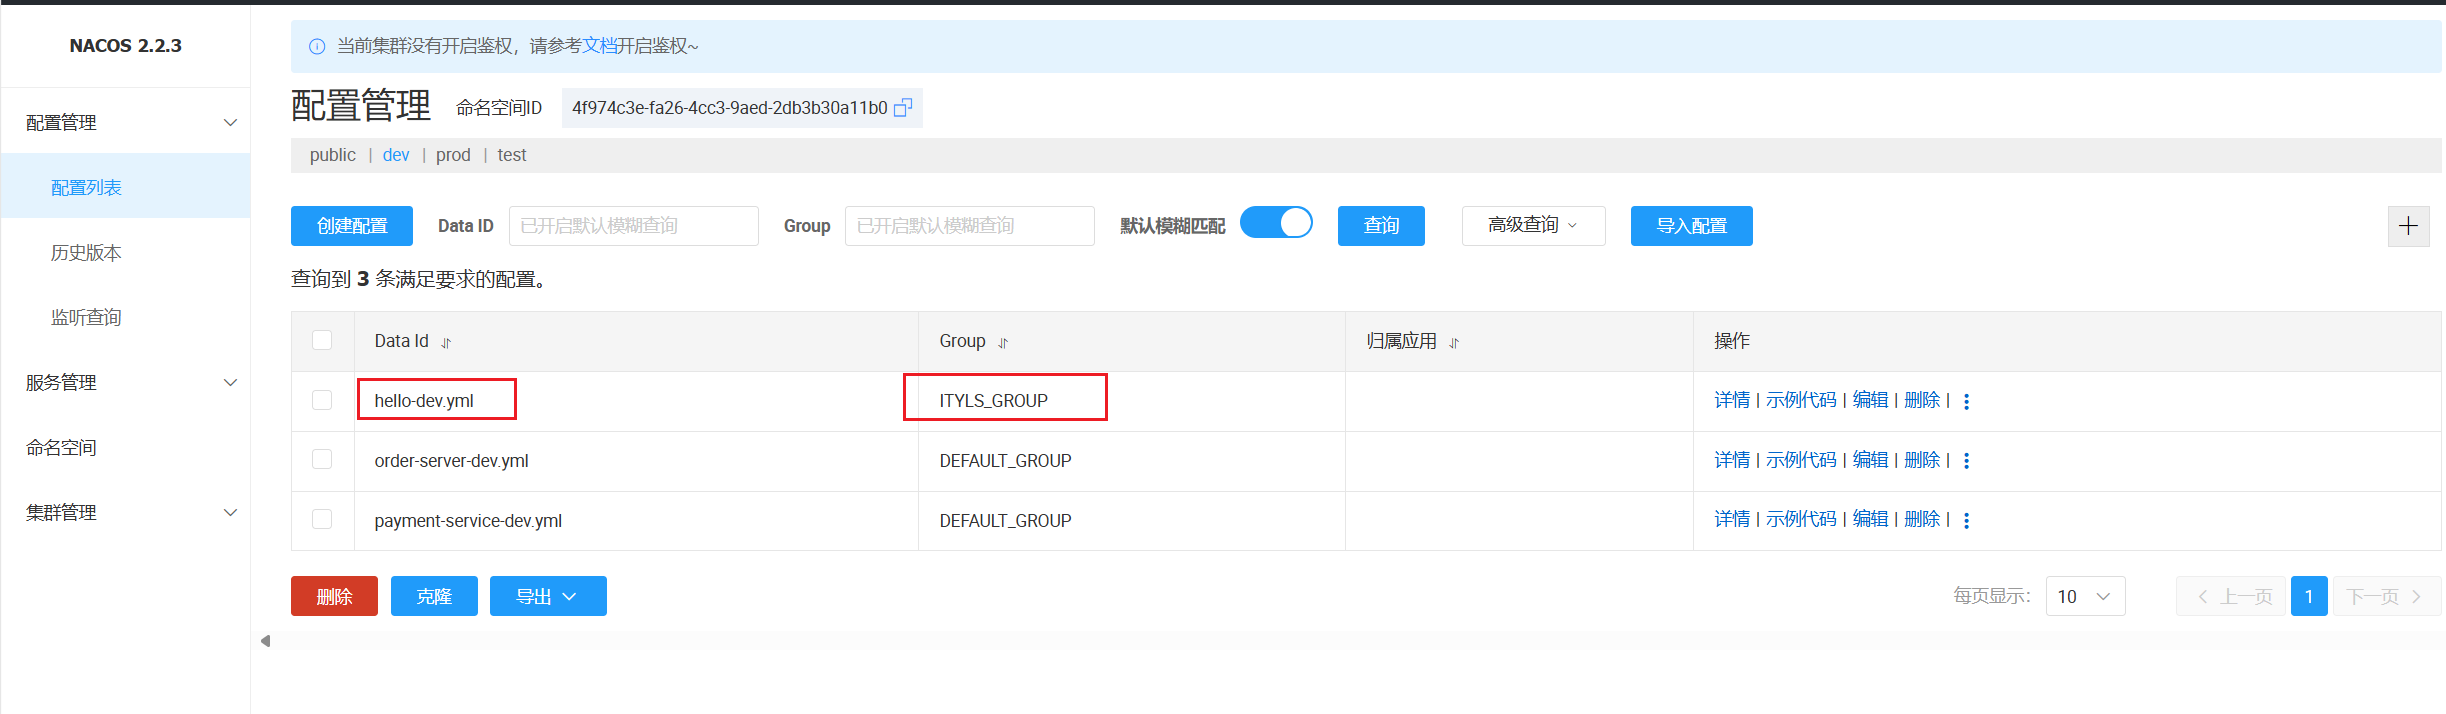 NACOS 2.2.3
配置管理
配置列表
历史版本
监听查询
服务管理
命名空间
集群管理
当前集群没有开启鉴权，请参考文档开启鉴权~
配置管理 命名空间ID 4f974c3e-fa26-4cc3-9aed-2db3b30a11b0
public | dev | prod | test
创建配置 Data ID 已开启默认模糊查询 Group 已开启默认模糊查询 默认模糊匹配 查询 高级查询 导入配置
查询到 3 条满足要求的配置。
Data Id Group 归属应用 操作
hello-dev.yml ITYLS_GROUP 详情 | 示例代码 | 编辑 | 删除 |
order-server-dev.yml DEFAULT_GROUP 详情 | 示例代码 | 编辑 | 删除 |
payment-service-dev.yml DEFAULT_GROUP 详情 | 示例代码 | 编辑 | 删除 |
删除 克隆 导出 每页显示: 10 上一页 1 下一页